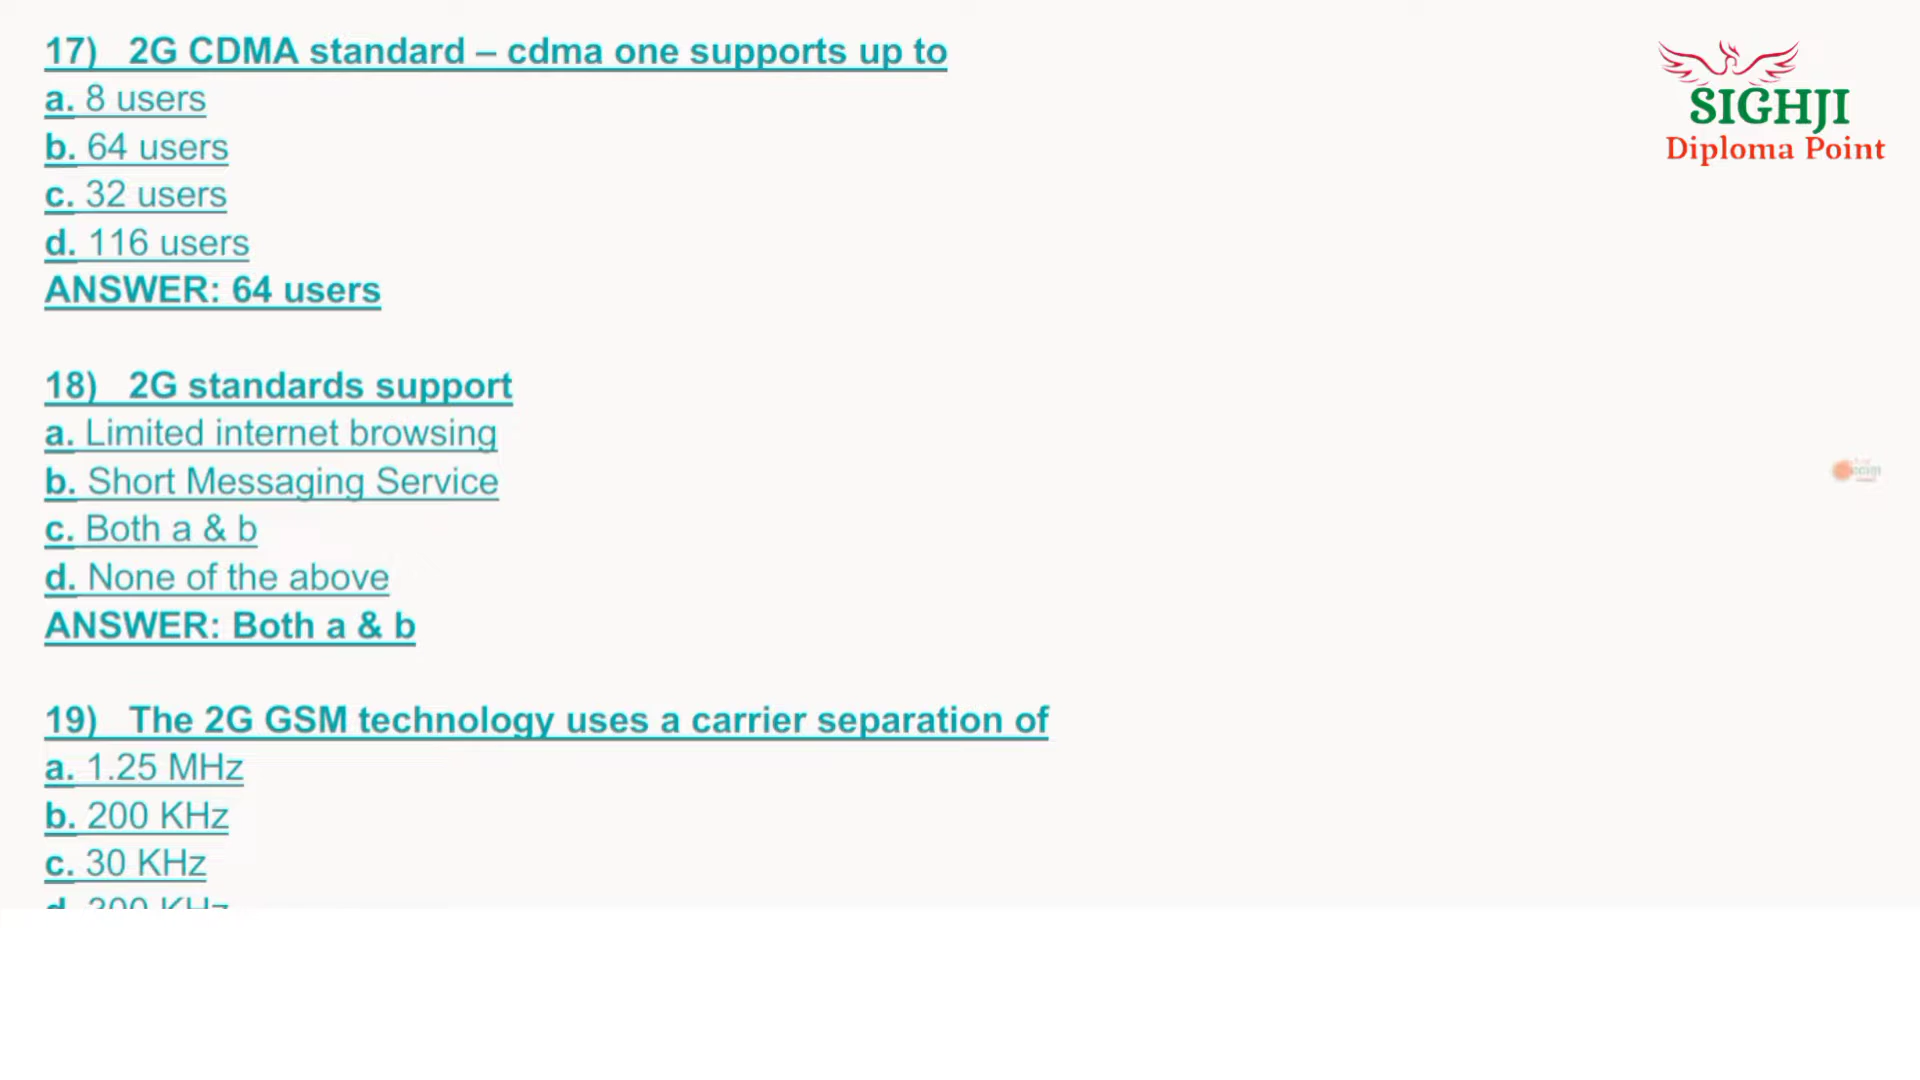 17) 2G CDMA standard – cdma one supports up to
a. 8 users
b. 64 users
c. 32 users
d. 116 users
ANSWER: 64 users
18) 2G standards support
a. Limited internet browsing
b. Short Messaging Service
c. Both a & b
d. None of the above
ANSWER: Both a & b
19) The 2G GSM technology uses a carrier separation of
a. 1.25 MHz
b. 200 KHz
c. 30 KHz
d. 300 KHz
SIGHJI
Diploma Point